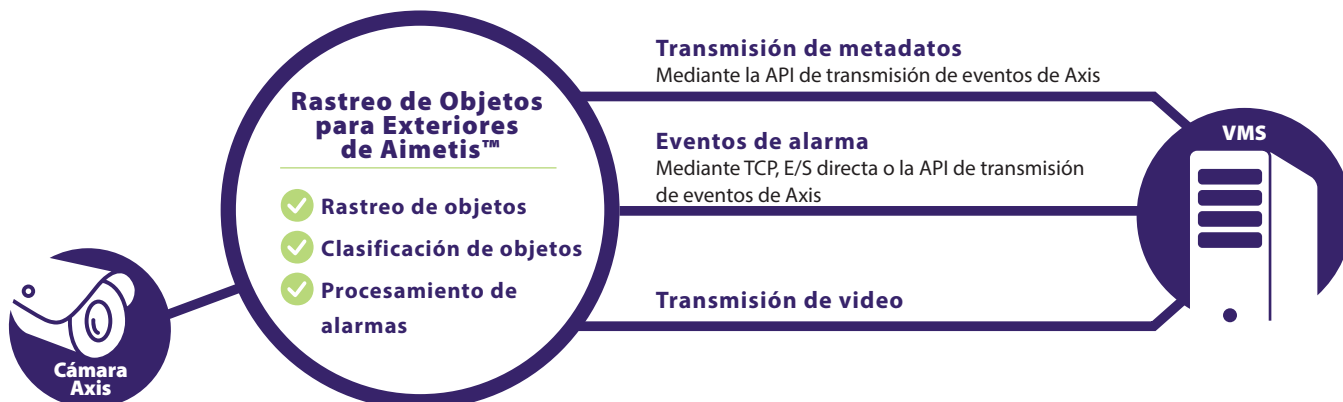 Rastreo de Objetos
para Exteriores
de Aimetis™
Rastreo de objetos
Clasificación de objetos
Procesamiento de
alarmas
Cámara
Axis
Transmisión de metadatos
Mediante la API de transmisión de eventos de Axis
Eventos de alarma
Mediante TCP, E/S directa o la API de transmisión
de eventos de Axis
Transmisión de video
VMS